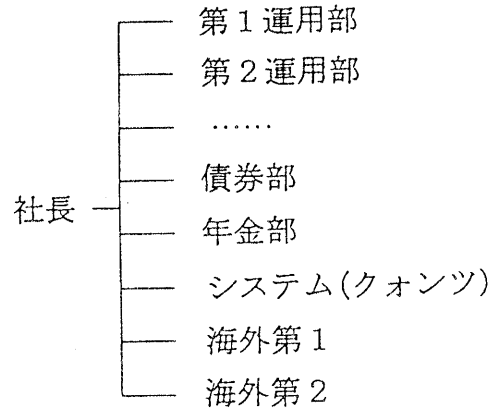 第1運用部
第2運用部
……
債券部
社長
年金部
システム(クォンツ)
海外第1
海外第2